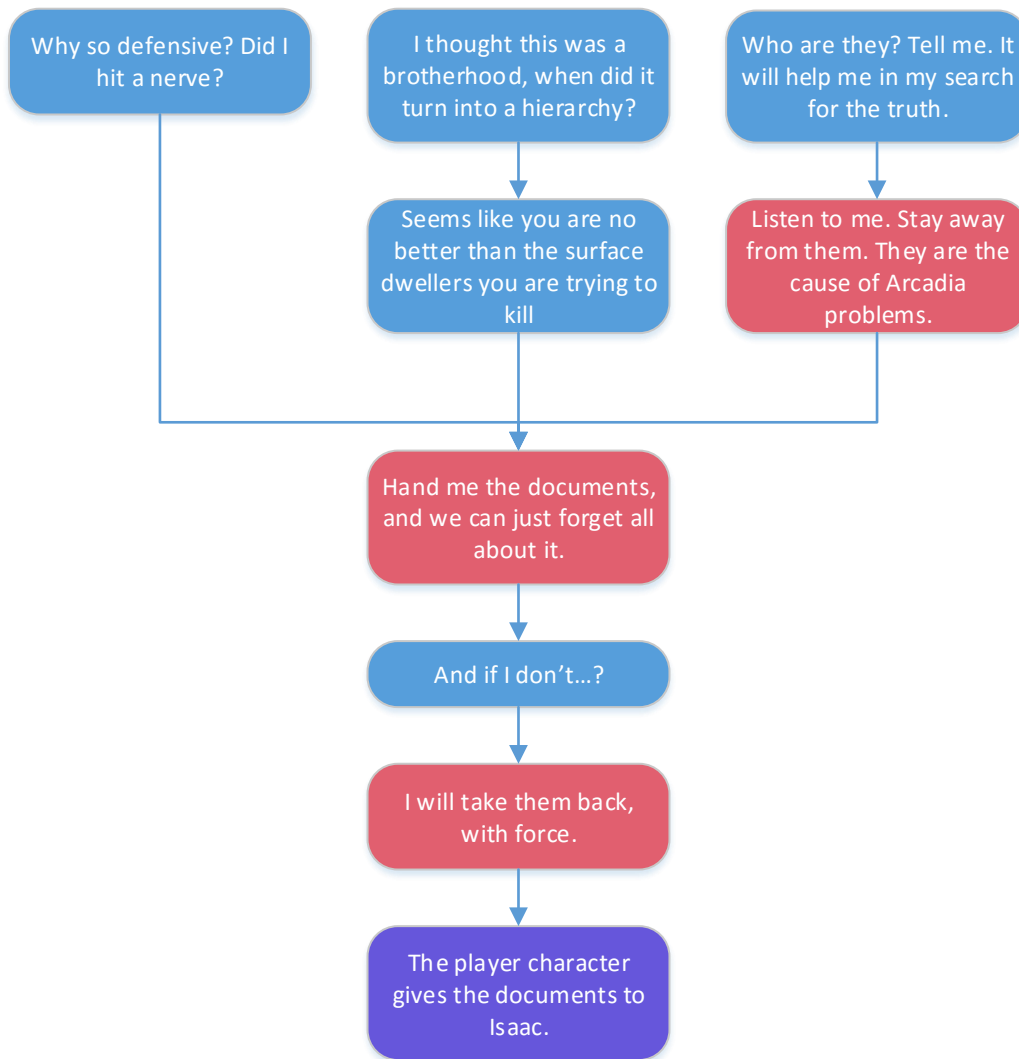 Why so defensive? Did I
hit a nerve?
I thought this was a
brotherhood, when did it
turn into a hierarchy?
Who are they? Tell me. It
will help me in my search
for the truth.
Seems like you are no
better than the surface
dwellers you are trying to
kill
Listen to me. Stay away
from them. They are the
cause of Arcadia
problems.
Hand me the documents,
and we can just forget all
about it.
And if I don’t…?
I will take them back,
with force.
The player character
gives the documents to
Isaac.